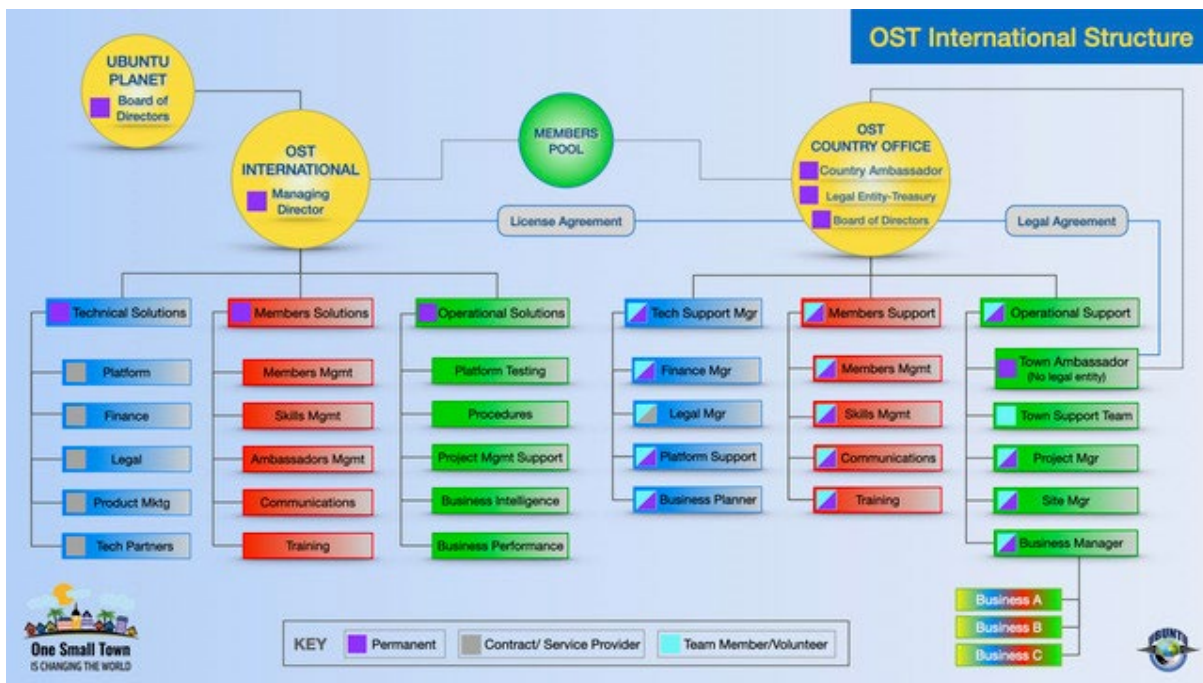 OST International Structure
UBUNTU
PLANET
Board of
Directors
OST
INTERNATIONAL
Managing
Director
MEMBERS
POOL
OST
COUNTRY OFFICE
Country Ambassador
Legal Entity-Treasury
Board of Directors
License Agreement
Legal Agreement
Technical Solutions
Platform
Finance
Legal
Product Mktg
Tech Partners
Members Solutions
Members Mgmt
Skills Mgmt
Ambassadors Mgmt
Communications
Training
Operational Solutions
Platform Testing
Procedures
Project Mgmt Support
Business Intelligence
Business Performance
Tech Support Mgr
Finance Mgr
Legal Mgr
Platform Support
Business Planner
Members Support
Members Mgmt
Skills Mgmt
Communications
Training
Operational Support
Town Ambassador
(No legal entity)
Town Support Team
Project Mgr
Site Mgr
Business Manager
Business A
Business B
Business C
One Small Town
IS CHANGING THE WORLD
KEY
Permanent
Contract/ Service Provider
Team Member/Volunteer
UBUNTU